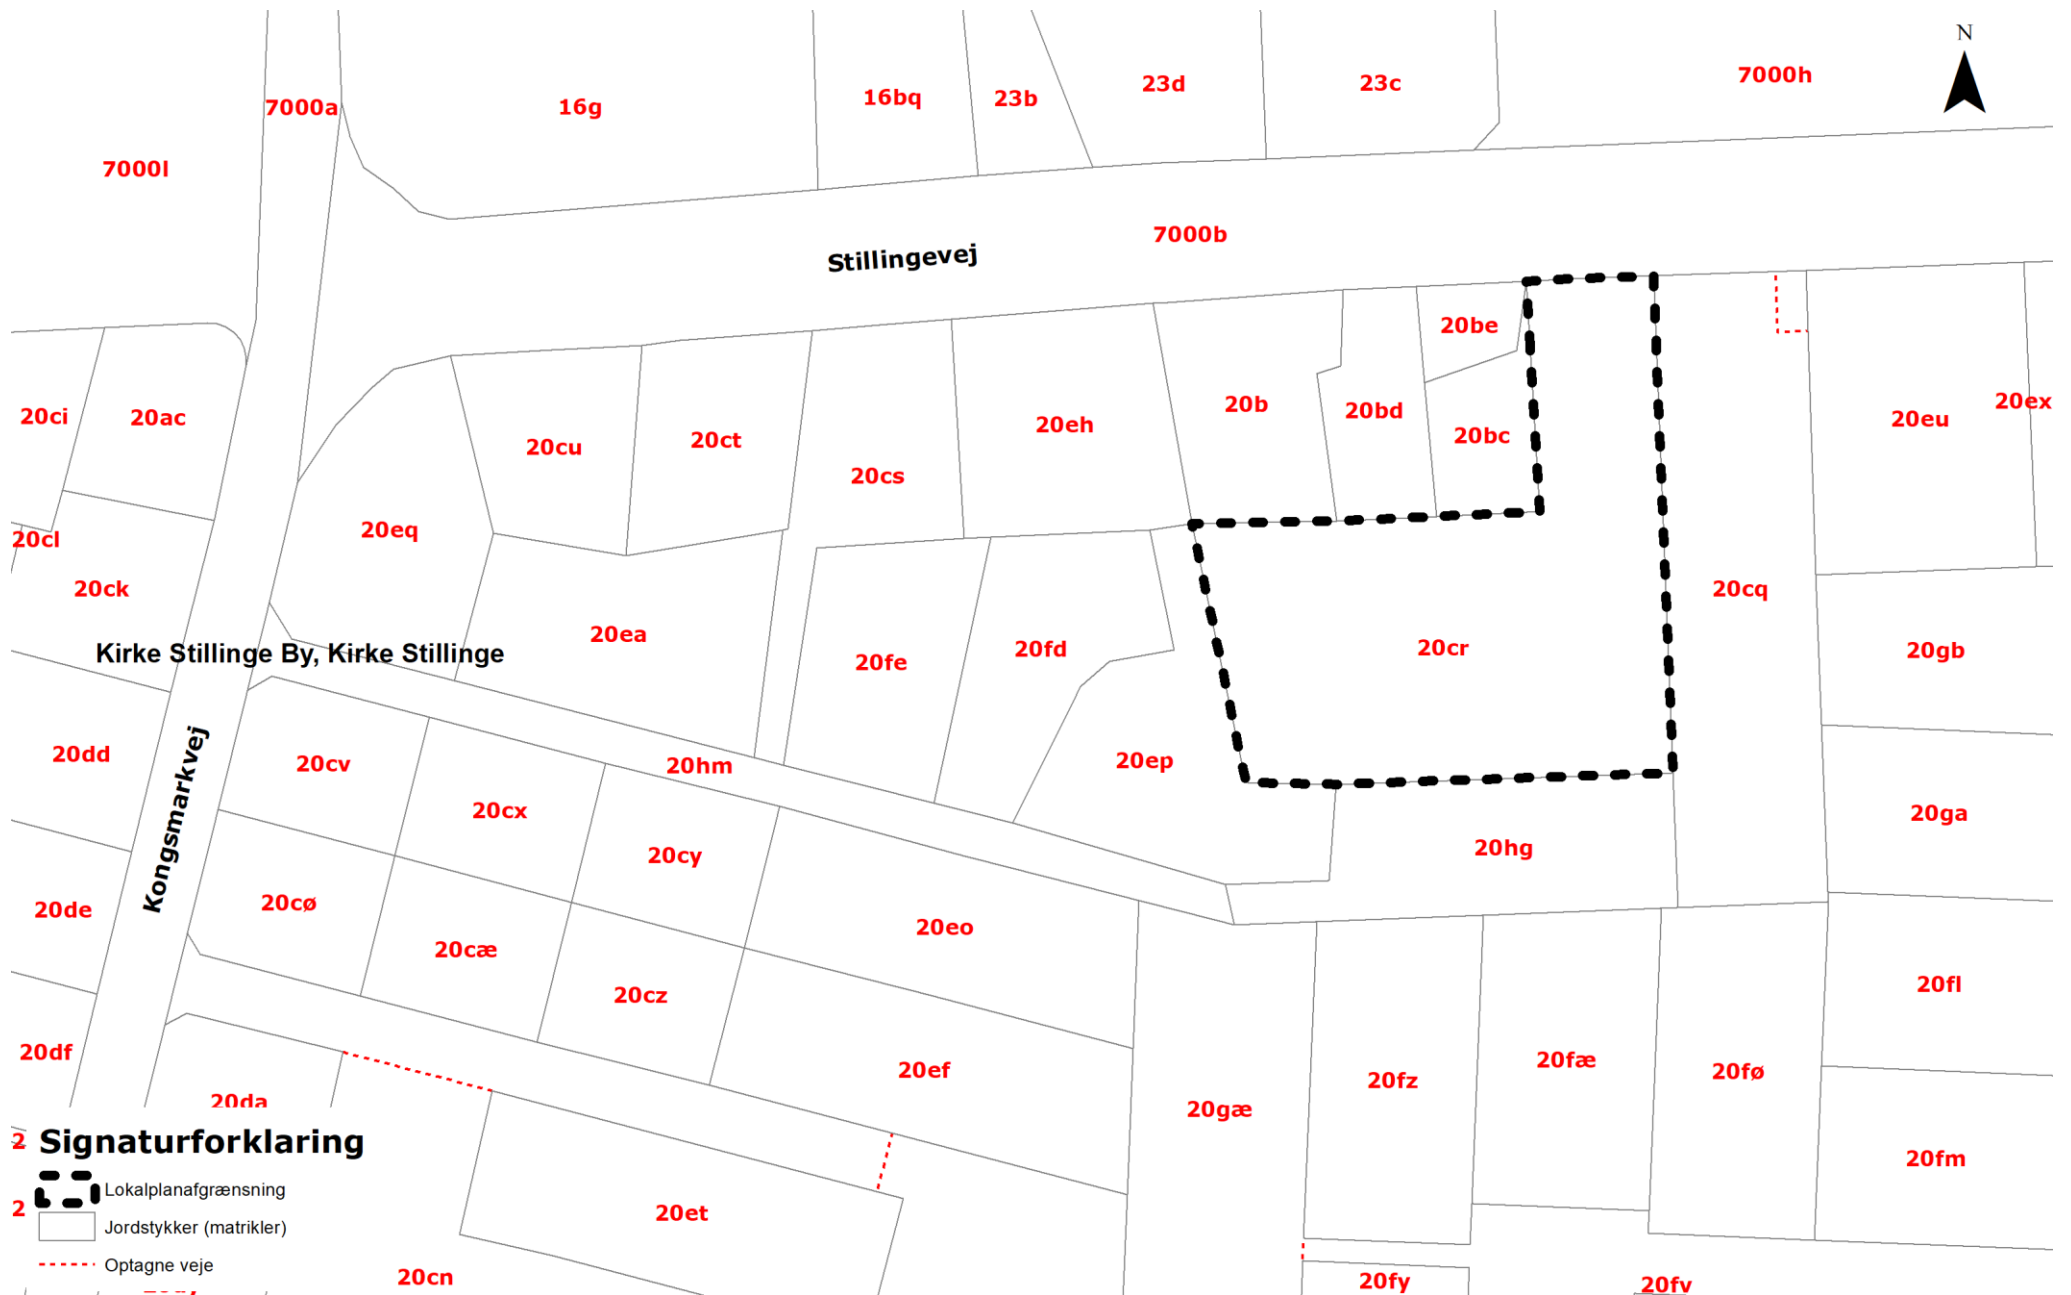 N
7000h
23d
23c
16bq
23b
7000a
16g
7000l
7000b
Stillingevej
20be
20ex
20b
20bd
20ci
20ac
20eu
20eh
20bc
20ct
20cu
20cs
20eq
20cl
20ck
20cq
20ea
20cr
20fd
20gb
Kirke Stillinge By, Kirke Stillinge
20fe
20dd
20ep
20cv
20hm
20cx
20ga
Kongsmarkvej
20hg
20cy
20cø
20de
20eo
20cæ
20fl
20cz
20df
20fæ
20ef
20fø
20fz
20da
20gæ
Signaturforklaring
20fm
Lokalplanafgrænsning
20et
Jordstykker (matrikler)
Optagne veje
20cn
20fy
20fv